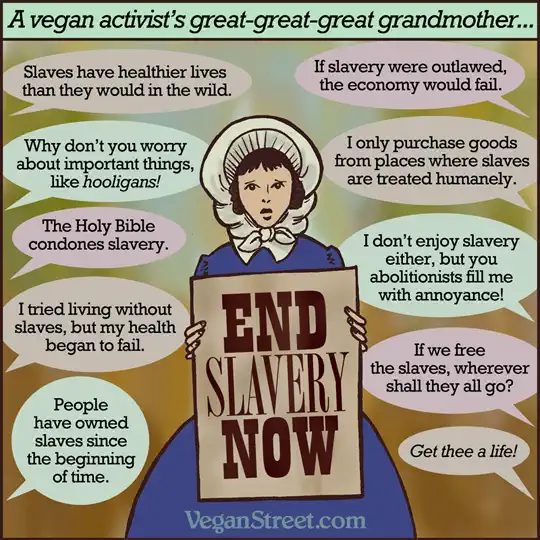 A vegan activist's great-great-great grandmother...
Slaves have healthier lives
than they would in the wild.
If slavery were outlawed,
the economy would fail.
Why don't you worry
about important things,
like hooligans!
I only purchase goods
from places where slaves
are treated humanely.
The Holy Bible
condones slavery.
I don't enjoy slavery
either, but you
abolitionists fill me
with annoyance!
I tried living without
slaves, but my health
began to fail.
If we free
the slaves, wherever
shall they all go?
People
have owned
slaves since
the beginning
of time.
Get thee a life!
END
SLAVERY
NOW
VeganStreet.com